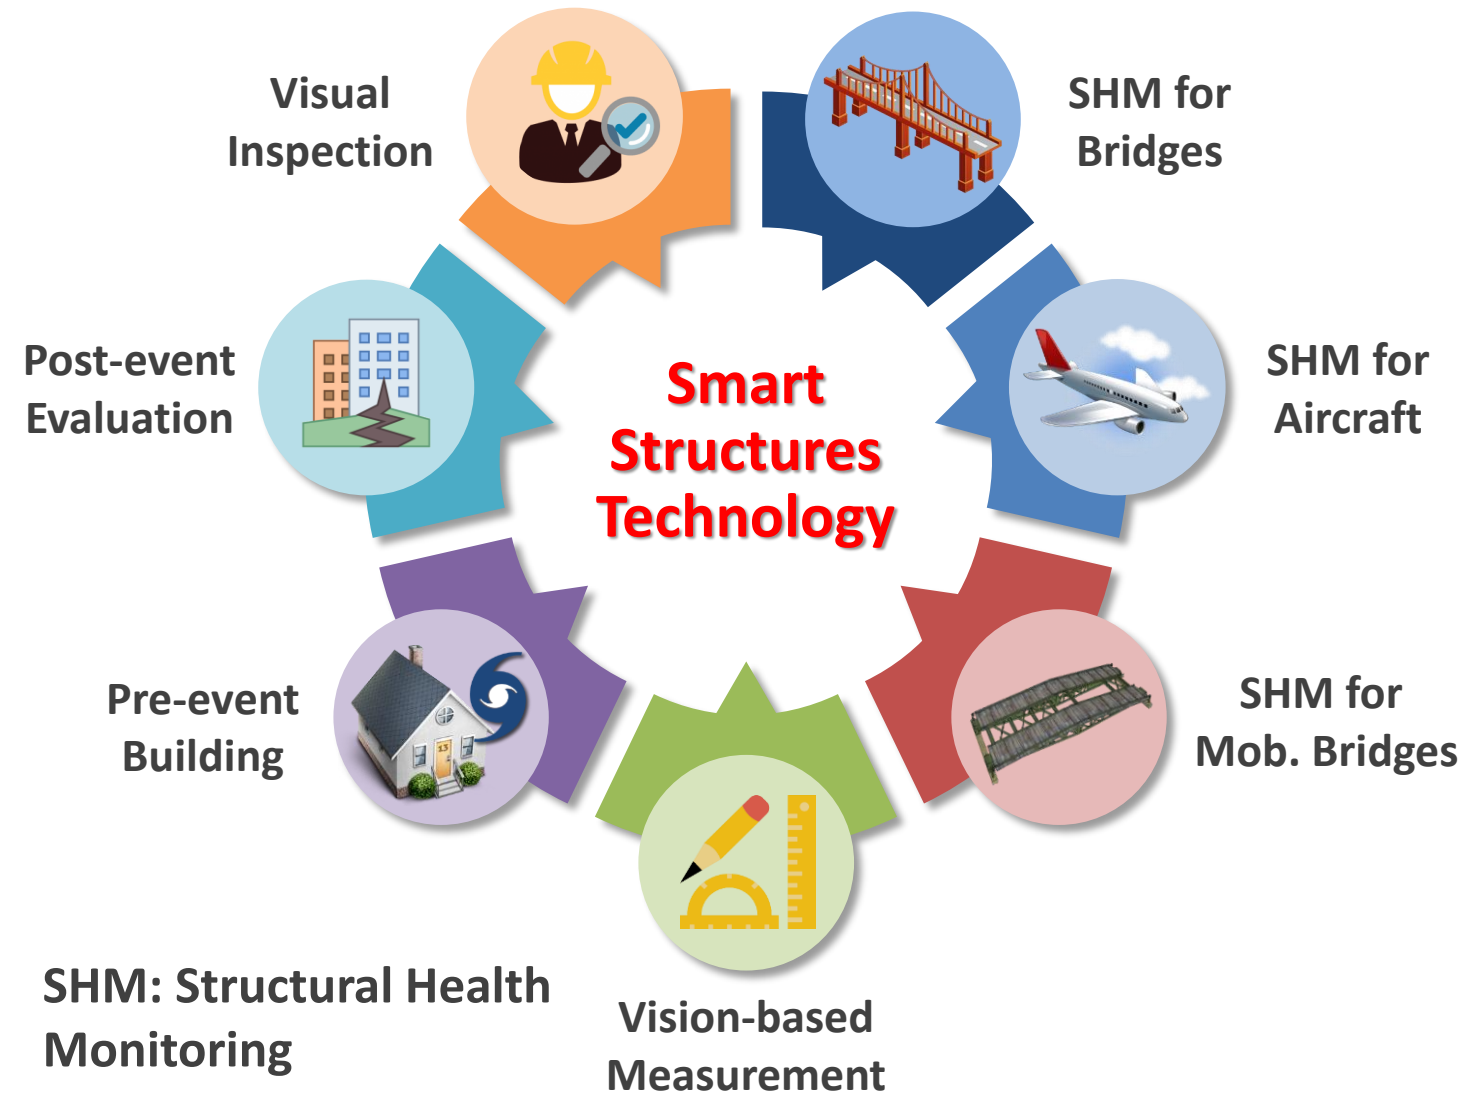 Visual
Inspection
SHM for
Bridges
Post-event
Evaluation
SHM for
Aircraft
Smart
Structures
Technology
Pre-event
Building
13
SHM for
Mob. Bridges
Vision-based
Measurement
SHM: Structural Health
Monitoring